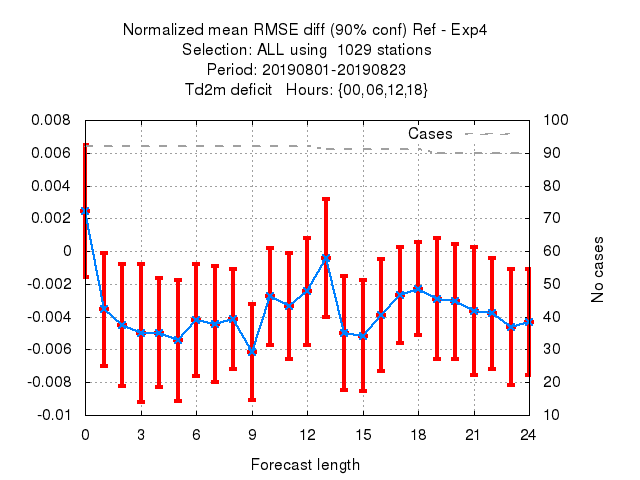 Normalized mean RMSE diff (90% conf) Ref - Exp4
Selection: ALL using  1029 stations
Period: 20190801-20190823
Td2m deficit   Hours: {00,06,12,18}
Cases
0.008
0.006
0.004
0.002
0
-0.002
-0.004
-0.006
-0.008
-0.01
100
90
80
70
60
50
40
30
20
10
No cases
0 3 6 9 12 15 18 21 24
Forecast length